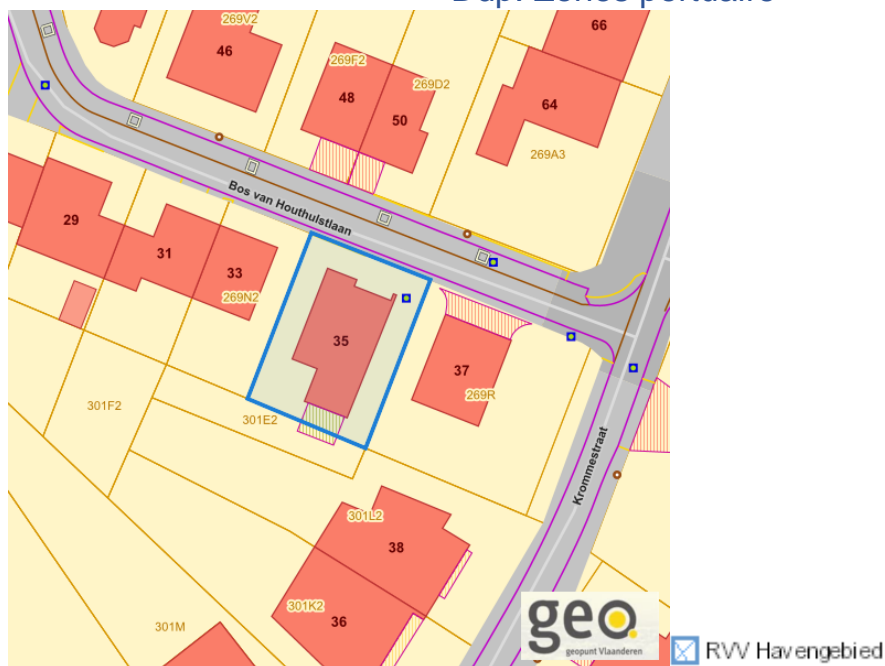 269V2
66
46
269F2
269D2
48
50
64
269A3
Bos van Houthulstlaan
29
31
33
269N2
35
37
269R
301F2
301E2
Krommestraat
301L2
38
301K2
36
301M
geo
geopunt Vlaanderen
RVV Havengebied